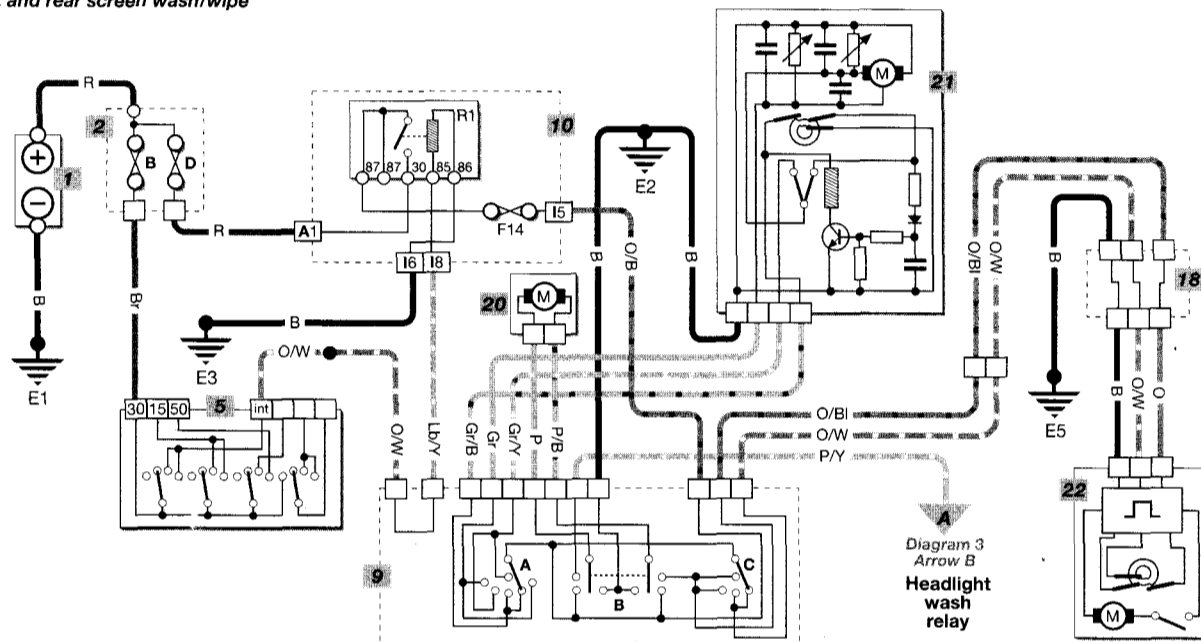 and rear screen wash/wipe
R
2
B
D
1
R
B
E1
Br
A1
R1
87
87
30
85
86
10
F14
I5
I6
I8
B
E3
O/W
20
M
B
E2
O/B
M
21
O/Bl
O/W
B
E5
18
30
15
50
5
int
O/W
Lb/Y
Gr/B
Gr
Gr/Y
P
P/B
O/Bl
O/W
P/Y
B
O/W
O
22
9
A
B
C
A
Diagram 3
Arrow B
Headlight
wash
relay
M